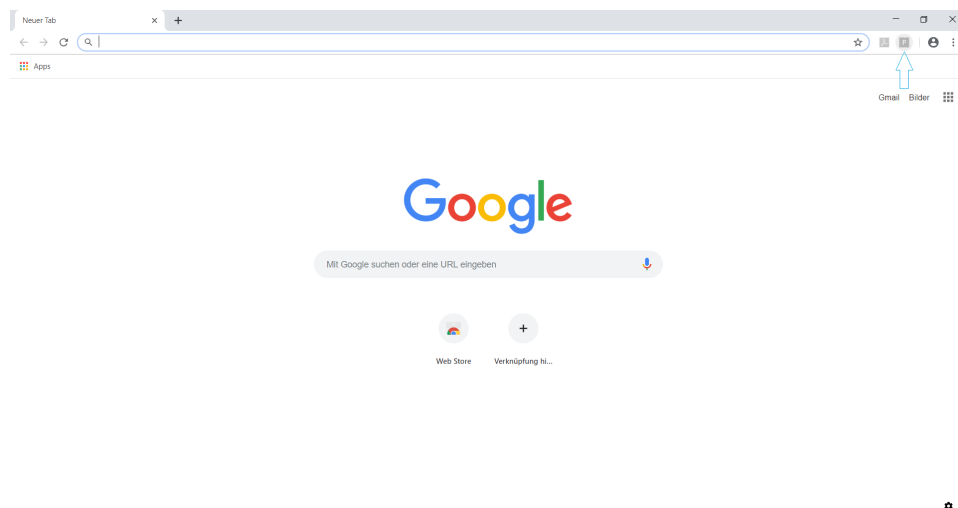 Neuer Tab
Apps
Gmail Bilder
Google
Mit Google suchen oder eine URL eingeben
Web Store Verknüpfung hi...